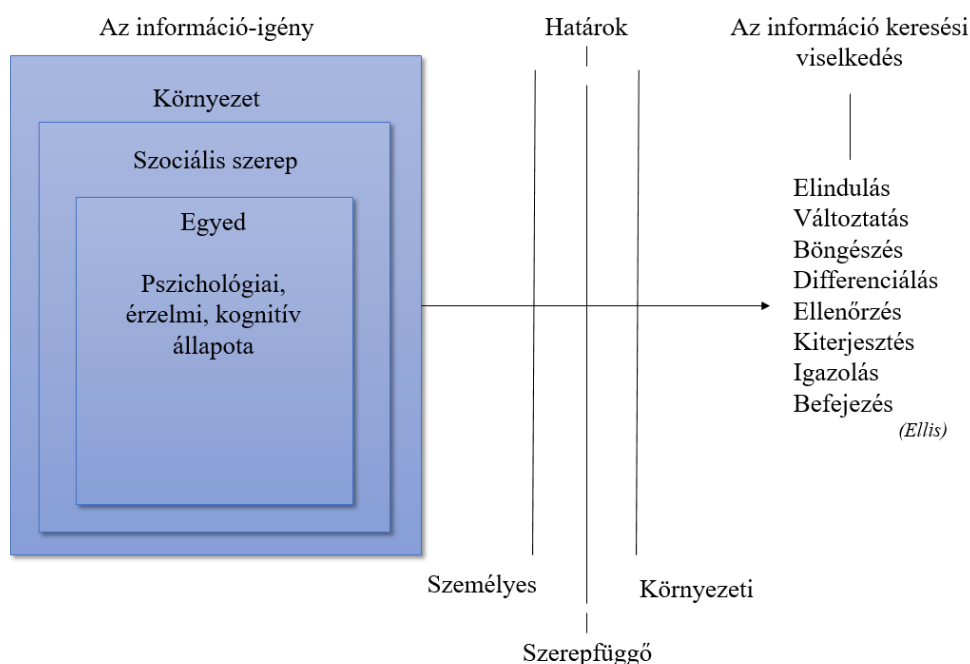 Az információ-igény
Határok
Az információ keresési
viselkedés
Környezet
Szociális szerep
Egyed
Pszichológiai,
érzelmi, kognitív
állapota
Elindulás
Változtatás
Böngészés
Differenciálás
Ellenőrzés
Kiterjesztés
Igazolás
Befejezés
(Ellis)
Személyes
Környezeti
Szerepfüggő